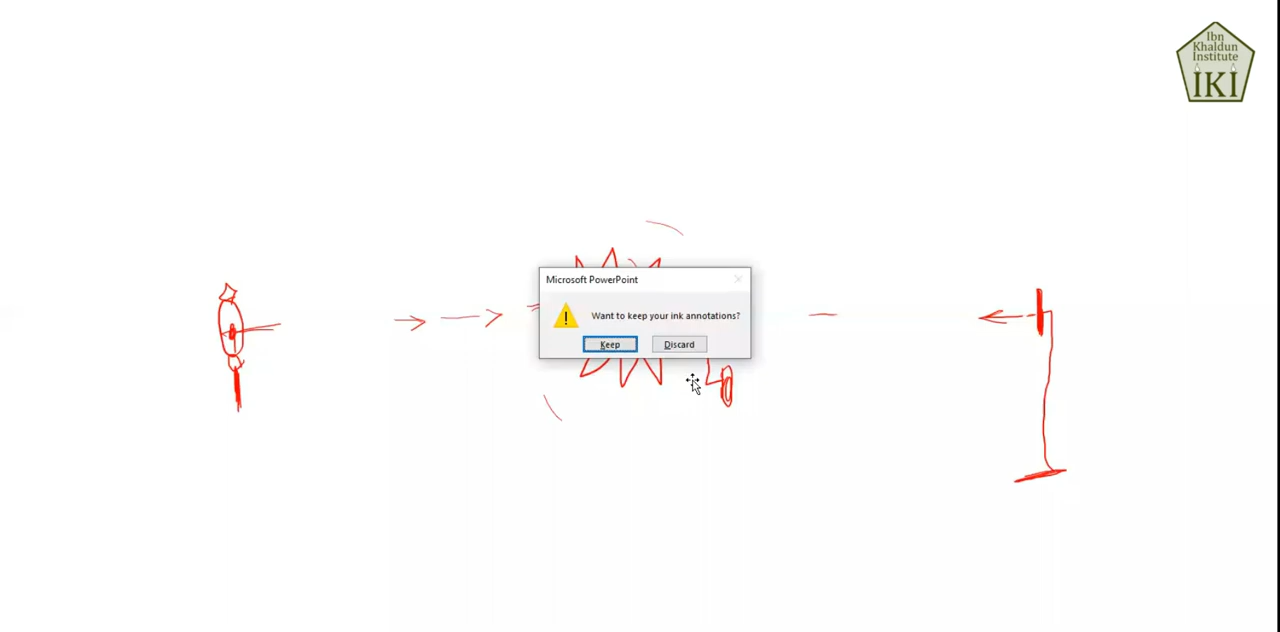 Ibn
Khaldun
Institute
IKI
Microsoft PowerPoint
Want to keep your ink annotations?
Keep
Discard